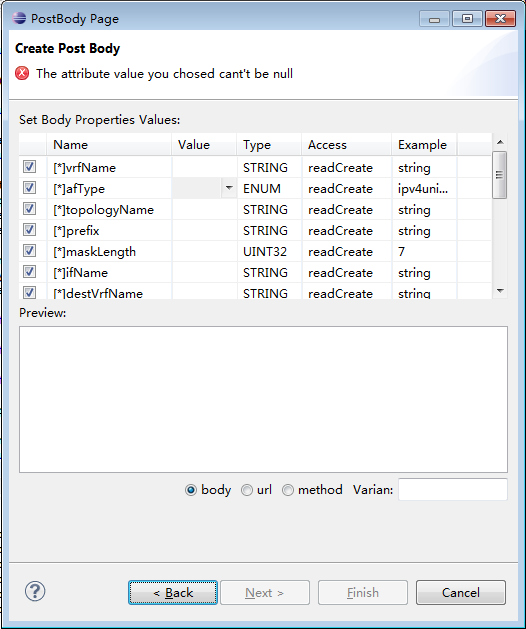 PostBody Page
Create Post Body
The attribute value you chosed cant't be null
Set Body Properties Values:
Name Value Type Access Example
[*]vrfName STRING readCreate string
[*]afType ENUM readCreate ipv4uni...
[*]topologyName STRING readCreate string
[*]prefix STRING readCreate string
[*]maskLength UINT32 readCreate 7
[*]ifName STRING readCreate string
[*]destVrfName STRING readCreate string
Preview:
body url method Varian:
? < Back Next > Finish Cancel